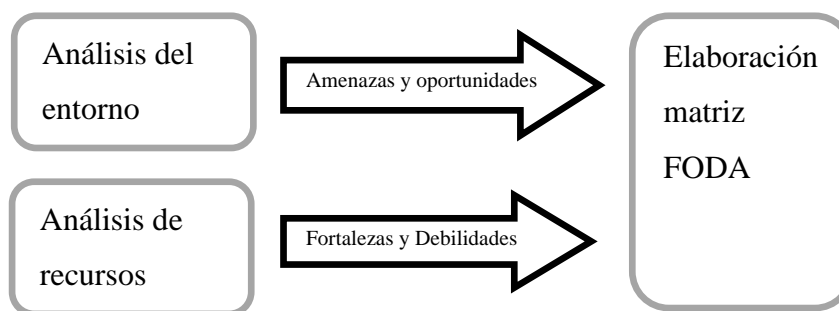 Análisis del
entorno
Amenazas y oportunidades
Elaboración
matriz
FODA
Análisis de
recursos
Fortalezas y Debilidades